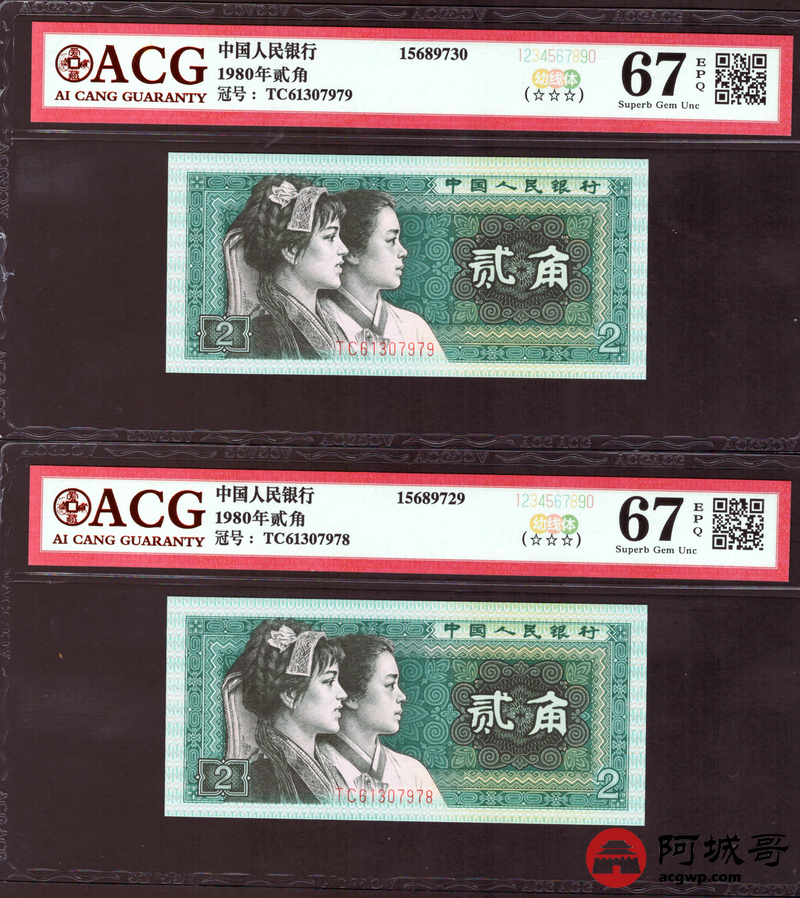 ACG
AI CANG GUARANTY
中国人民银行
1980年贰角
冠号： TC61307979
15689730
1234567890
幼线体
(☆☆☆)
67
EPQ
Superb Gem Unc
中国人民银行
贰角
2
2
TC61307979
ACG
AI CANG GUARANTY
中国人民银行
1980年贰角
冠号： TC61307978
15689729
1234567890
幼线体
(☆☆☆)
67
EPQ
Superb Gem Unc
中国人民银行
贰角
2
2
TC61307978
阿城哥
acgwp.com